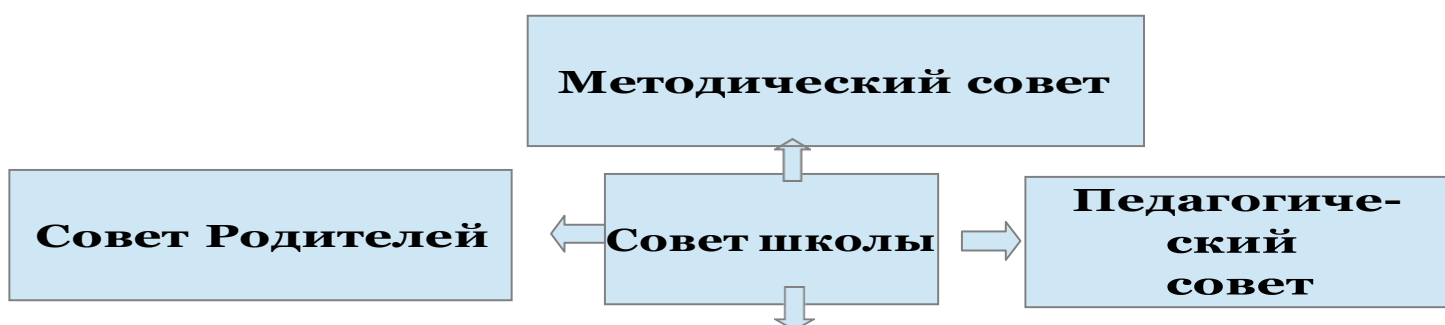 Методический совет
Совет Родителей
Совет школы
Педагогиче-
ский
совет